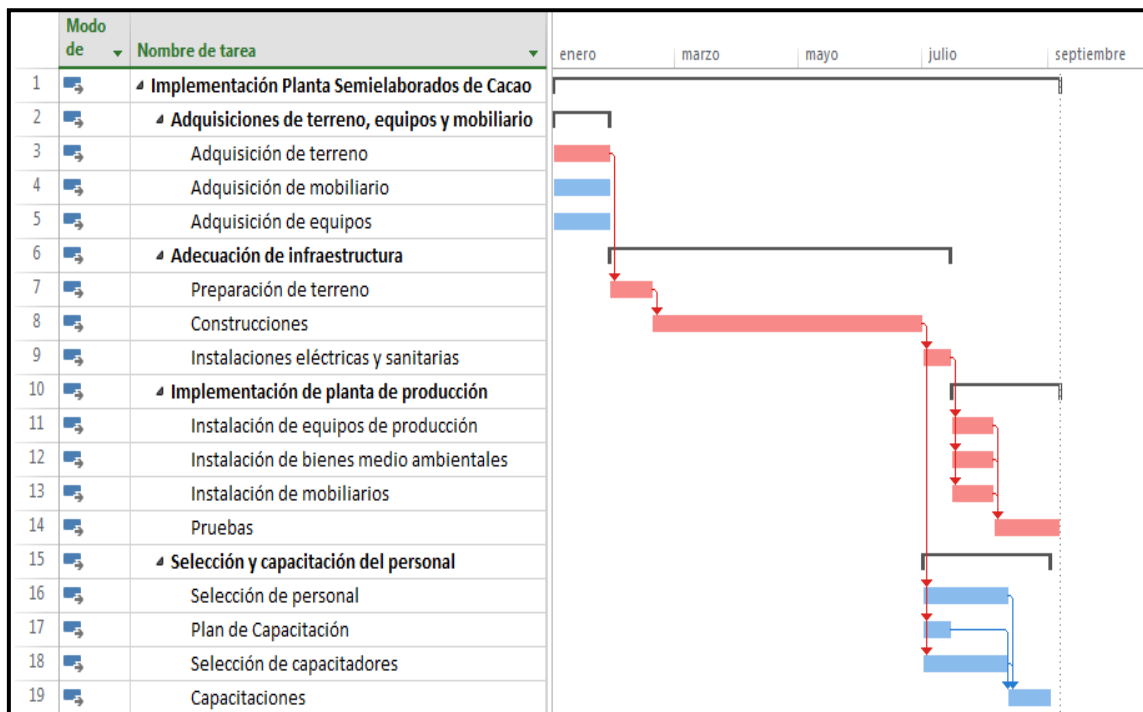 Modo de Nombre de tarea enero marzo mayo julio septiembre
1 Implementación Planta Semielaborados de Cacao
2 Adquisiciones de terreno, equipos y mobiliario
3 Adquisición de terreno
4 Adquisición de mobiliario
5 Adquisición de equipos
6 Adecuación de infraestructura
7 Preparación de terreno
8 Construcciones
9 Instalaciones eléctricas y sanitarias
10 Implementación de planta de producción
11 Instalación de equipos de producción
12 Instalación de bienes medio ambientales
13 Instalación de mobiliarios
14 Pruebas
15 Selección y capacitación del personal
16 Selección de personal
17 Plan de Capacitación
18 Selección de capacitadores
19 Capacitaciones